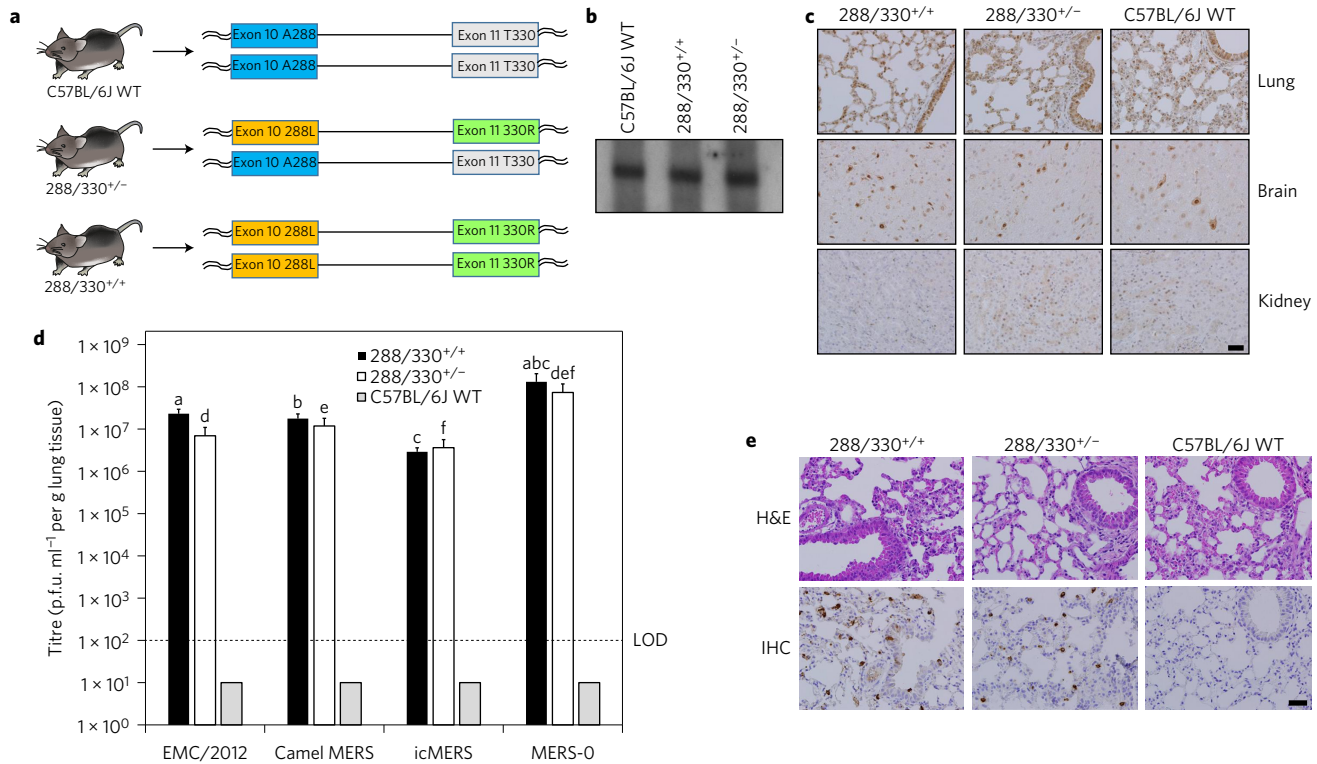 a
Exon 10 A288 Exon 11 T330
Exon 10 A288 Exon 11 T330
C57BL/6J WT
Exon 10 288L Exon 11 330R
Exon 10 A288 Exon 11 T330
288/330+/−
Exon 10 288L Exon 11 330R
Exon 10 288L Exon 11 330R
288/330+/+
b
C57BL/6J WT
288/330+/+
288/330+/−
c
288/330+/+ 288/330+/− C57BL/6J WT
Lung
Brain
Kidney
d
Titre (p.f.u. ml−1 per g lung tissue)
1 × 10⁹
1 × 10⁸
1 × 10⁷
1 × 10⁶
1 × 10⁵
1 × 10⁴
1 × 10³
1 × 10²
1 × 10¹
1 × 10⁰
288/330+/+
288/330+/−
C57BL/6J WT
a d b e c f abc def
LOD
EMC/2012 Camel MERS icMERS MERS-0
e
288/330+/+ 288/330+/− C57BL/6J WT
H&E
IHC